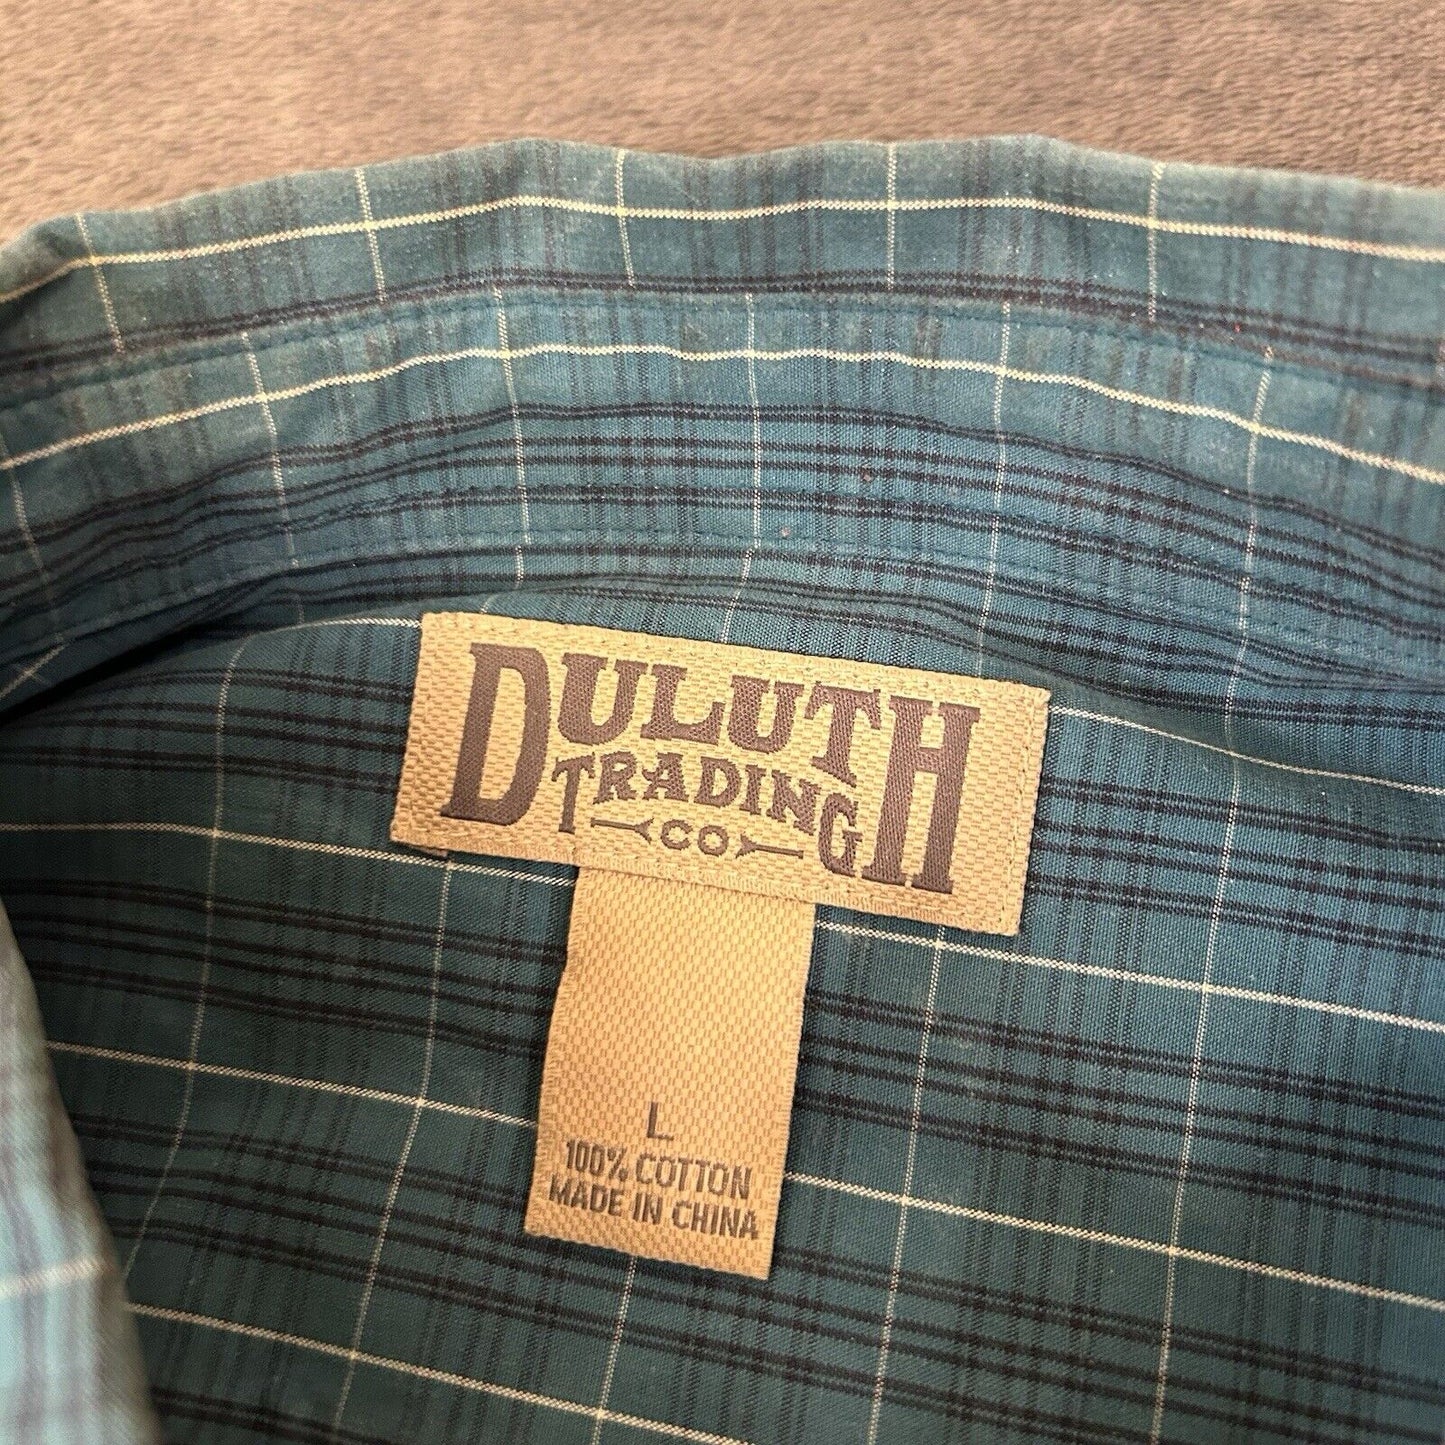 DULUTH
TRADING
CO
L
100% COTTON
MADE IN CHINA